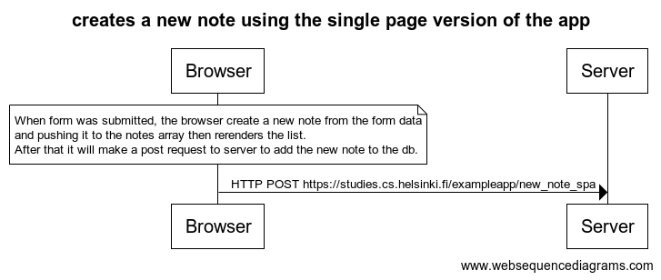 creates a new note using the single page version of the app
Browser
Server
When form was submitted, the browser create a new note from the form data
and pushing it to the notes array then rerenders the list.
After that it will make a post request to server to add the new note to the db.
HTTP POST https://studies.cs.helsinki.fi/exampleapp/new_note_spa
Browser
Server
www.websequencediagrams.com